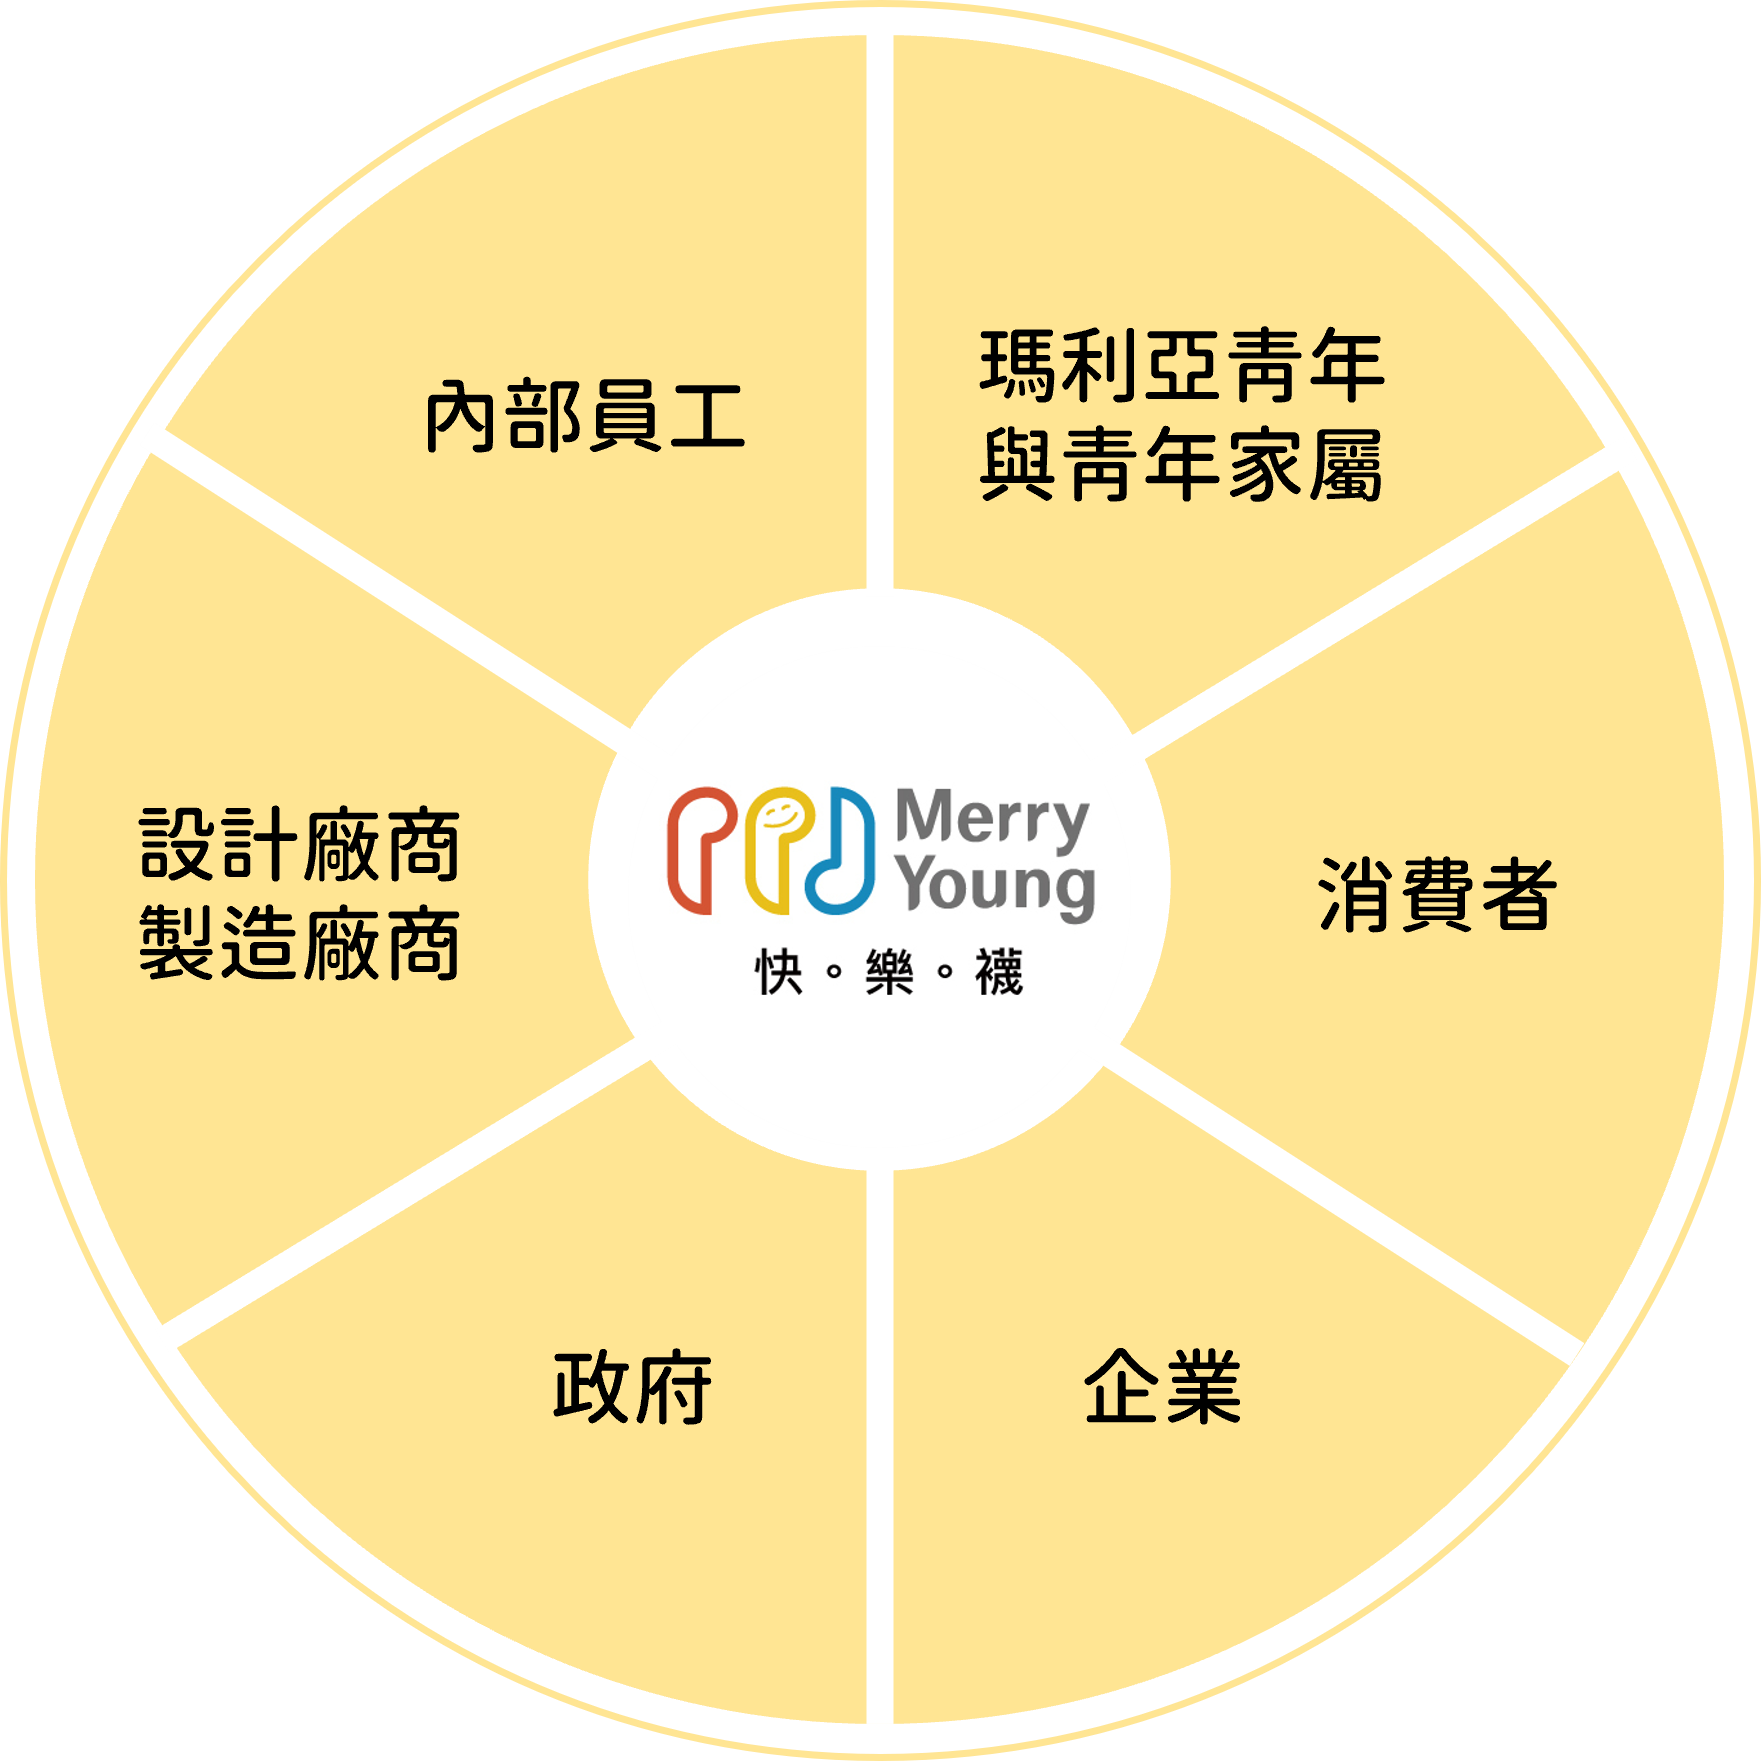 內部員工
瑪利亞青年
與青年家屬
設計廠商
製造廠商
Merry
Young
快。樂。襪
消費者
政府
企業